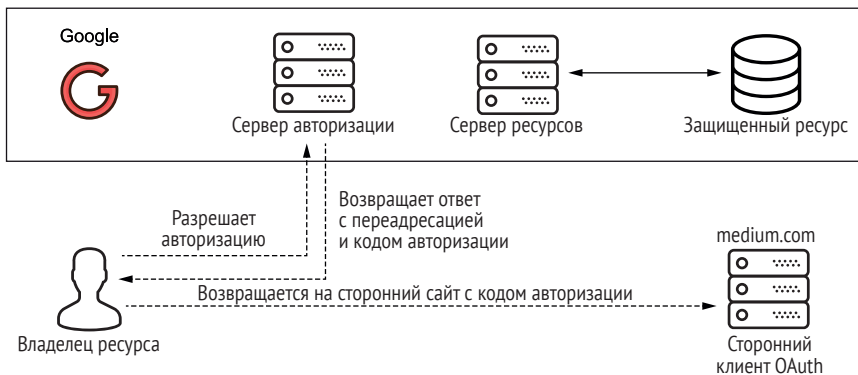 Google
Сервер авторизации
Сервер ресурсов
Защищенный ресурс
Разрешает
авторизацию
Возвращает ответ
с переадресацией
и кодом авторизации
medium.com
Возвращается на сторонний сайт с кодом авторизации
Владелец ресурса
Сторонний
клиент OAuth